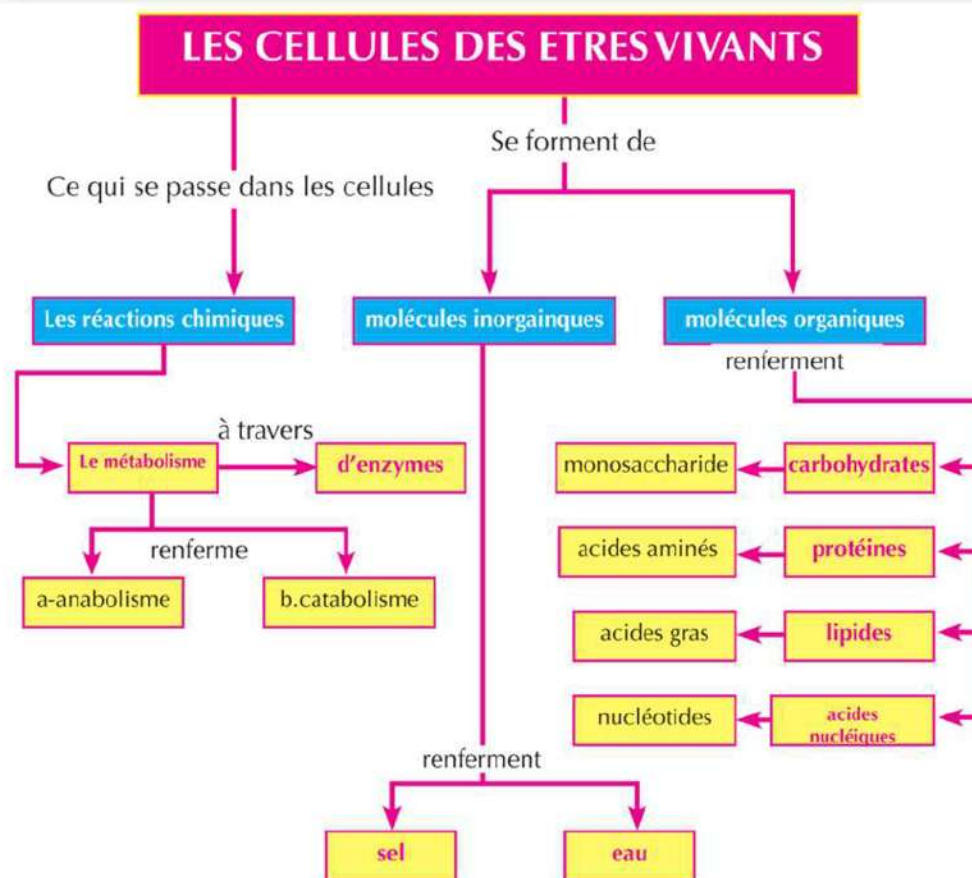 LES CELLULES DES ETRES VIVANTS
Se forment de
Ce qui se passe dans les cellules
Les réactions chimiques
molécules inorgainques
molécules organiques
renferment
à travers
Le métabolisme
d'enzymes
monosaccharide
carbohydrates
renferme
acides aminés
protéines
a-anabolisme
b.catabolisme
acides gras
lipides
nucléotides
acides
nucléiques
renferment
sel
eau